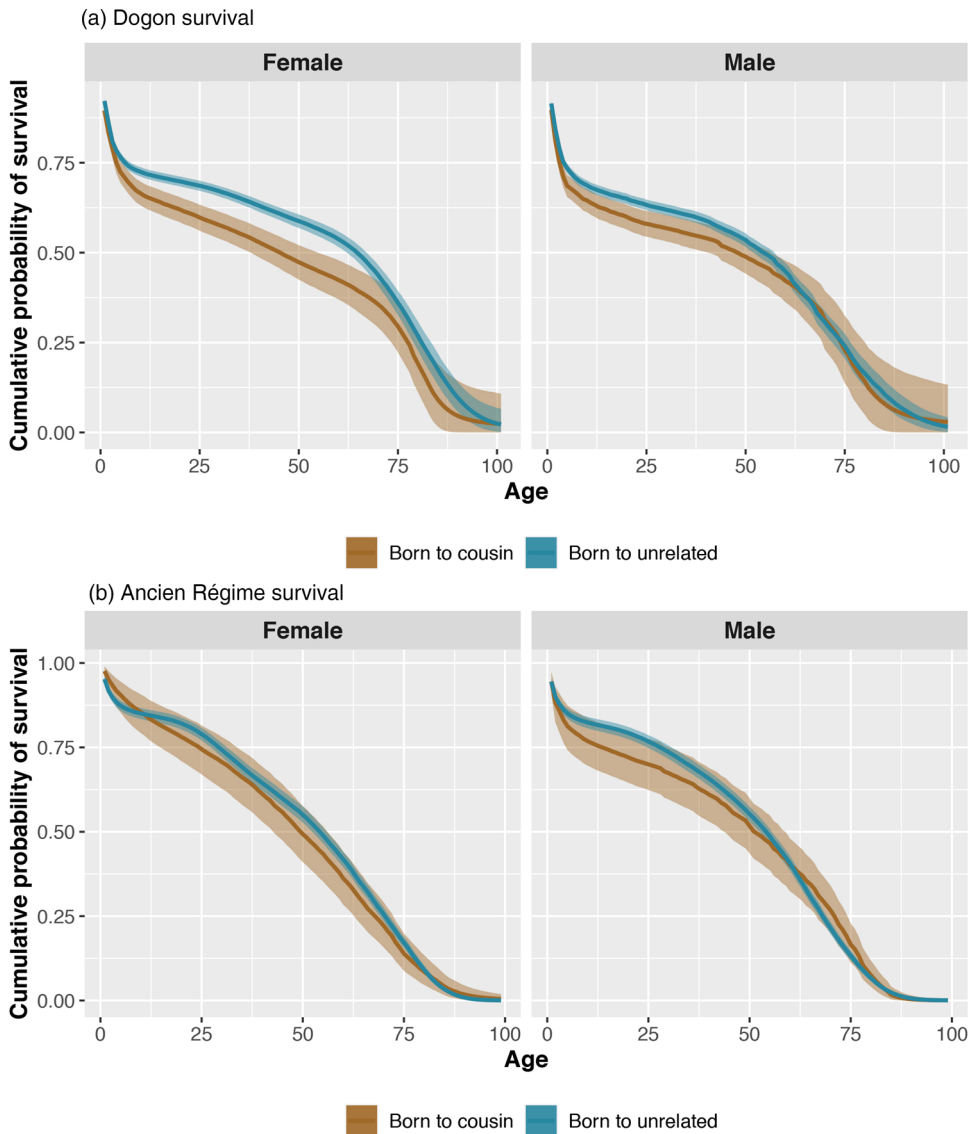 (a) Dogon survival
Female Male
Cumulative probability of survival
0.75
0.50
0.25
0.00
0 25 50 75 100 0 25 50 75 100
Age
Born to cousin Born to unrelated
(b) Ancien Régime survival
Female Male
Cumulative probability of survival
1.00
0.75
0.50
0.25
0.00
0 25 50 75 100 0 25 50 75 100
Age
Born to cousin Born to unrelated